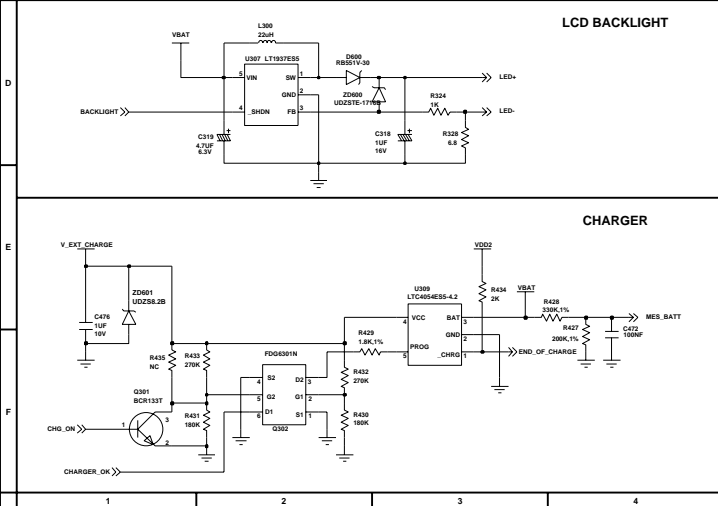 LCD BACKLIGHT
L300
22uH
VBAT
U307 LT1937ES5
D600
RB551V-30
5 VIN SW 1
GND 2
4 _SHDN FB 3
D
BACKLIGHT
ZD600
UDZSTE-1716B
LED+
R324
1K
LED-
C319
4.7UF
6.3V
C318
1UF
16V
R328
6.8
CHARGER
E
V_EXT_CHARGE
VDD2
ZD601
UDZS8.2B
C476
1UF
10V
U309
LTC4054ES5-4.2
R434
2K
VBAT
R428
330K,1%
4 VCC BAT 3
GND 2
5 PROG _CHRG 1
MES_BATT
R427
200K,1%
C472
100NF
END_OF_CHARGE
R429
1.8K,1%
F
R435
NC
R433
270K
FDG6301N
4 S2 D2 3
5 G2 G1 2
6 D1 S1 1
Q302
R432
270K
Q301
BCR133T
R431
180K
R430
180K
CHG_ON
1
3
2
CHARGER_OK
1 2 3 4